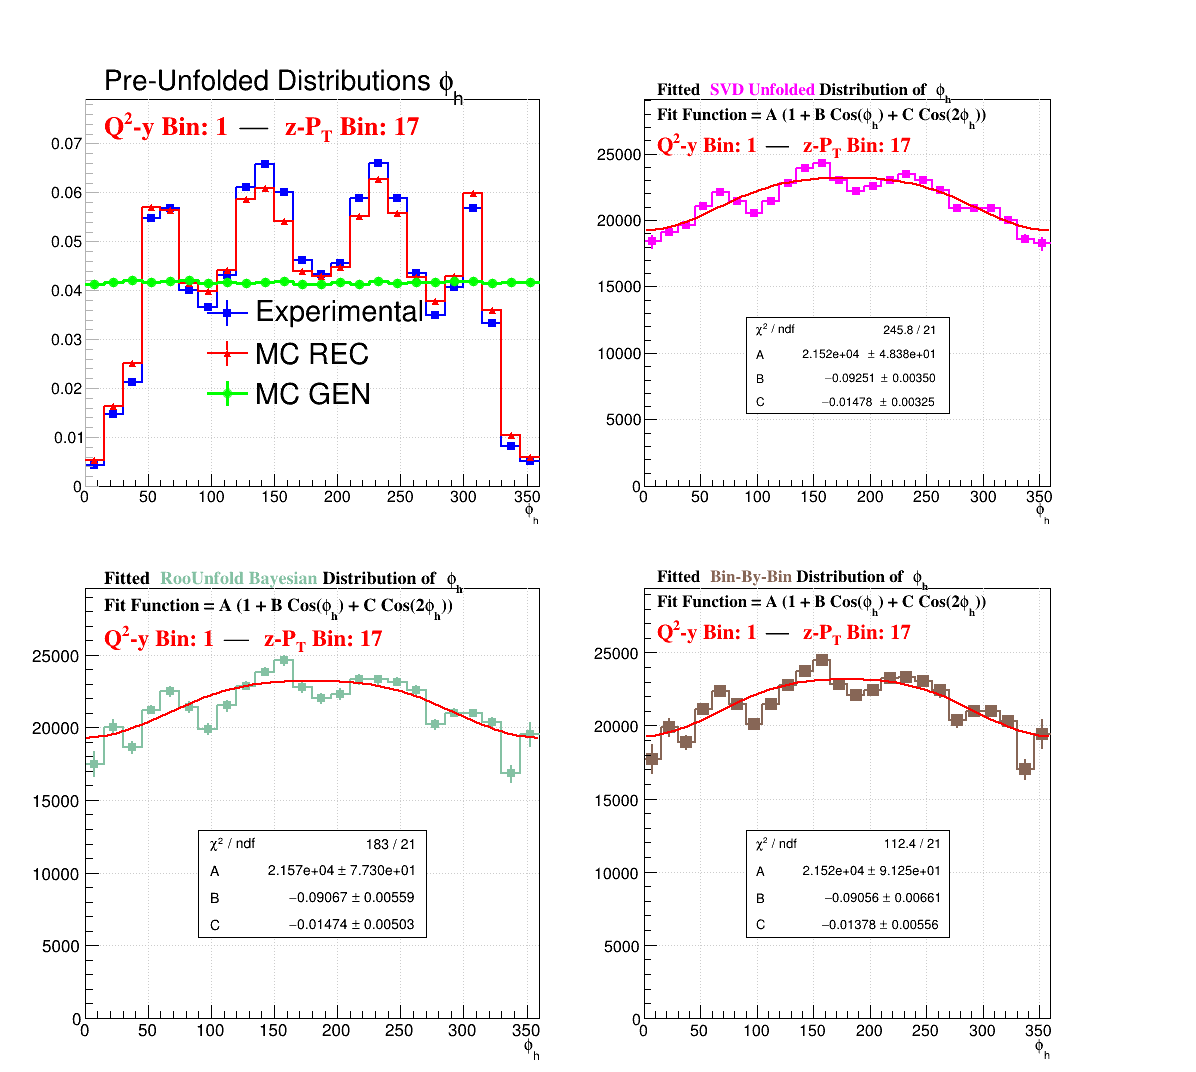 Pre-Unfolded Distributions ϕh
Q²-y Bin: 1 — z-PT Bin: 17
0.07
0.06
0.05
0.04
0.03
0.02
0.01
0
Experimental
MC REC
MC GEN
0 50 100 150 200 250 300 350
ϕh
Fitted SVD Unfolded Distribution of ϕh
Fit Function = A (1 + B Cos(ϕh) + C Cos(2ϕh))
Q²-y Bin: 1 — z-PT Bin: 17
25000
20000
15000
10000
5000
0
χ² / ndf 245.8 / 21
A 2.152e+04 ± 4.838e+01
B −0.09251 ± 0.00350
C −0.01478 ± 0.00325
0 50 100 150 200 250 300 350
ϕh
Fitted RooUnfold Bayesian Distribution of ϕh
Fit Function = A (1 + B Cos(ϕh) + C Cos(2ϕh))
Q²-y Bin: 1 — z-PT Bin: 17
25000
20000
15000
10000
5000
0
χ² / ndf 183 / 21
A 2.157e+04 ± 7.730e+01
B −0.09067 ± 0.00559
C −0.01474 ± 0.00503
0 50 100 150 200 250 300 350
ϕh
Fitted Bin-By-Bin Distribution of ϕh
Fit Function = A (1 + B Cos(ϕh) + C Cos(2ϕh))
Q²-y Bin: 1 — z-PT Bin: 17
25000
20000
15000
10000
5000
0
χ² / ndf 112.4 / 21
A 2.152e+04 ± 9.125e+01
B −0.09056 ± 0.00661
C −0.01378 ± 0.00556
0 50 100 150 200 250 300 350
ϕh